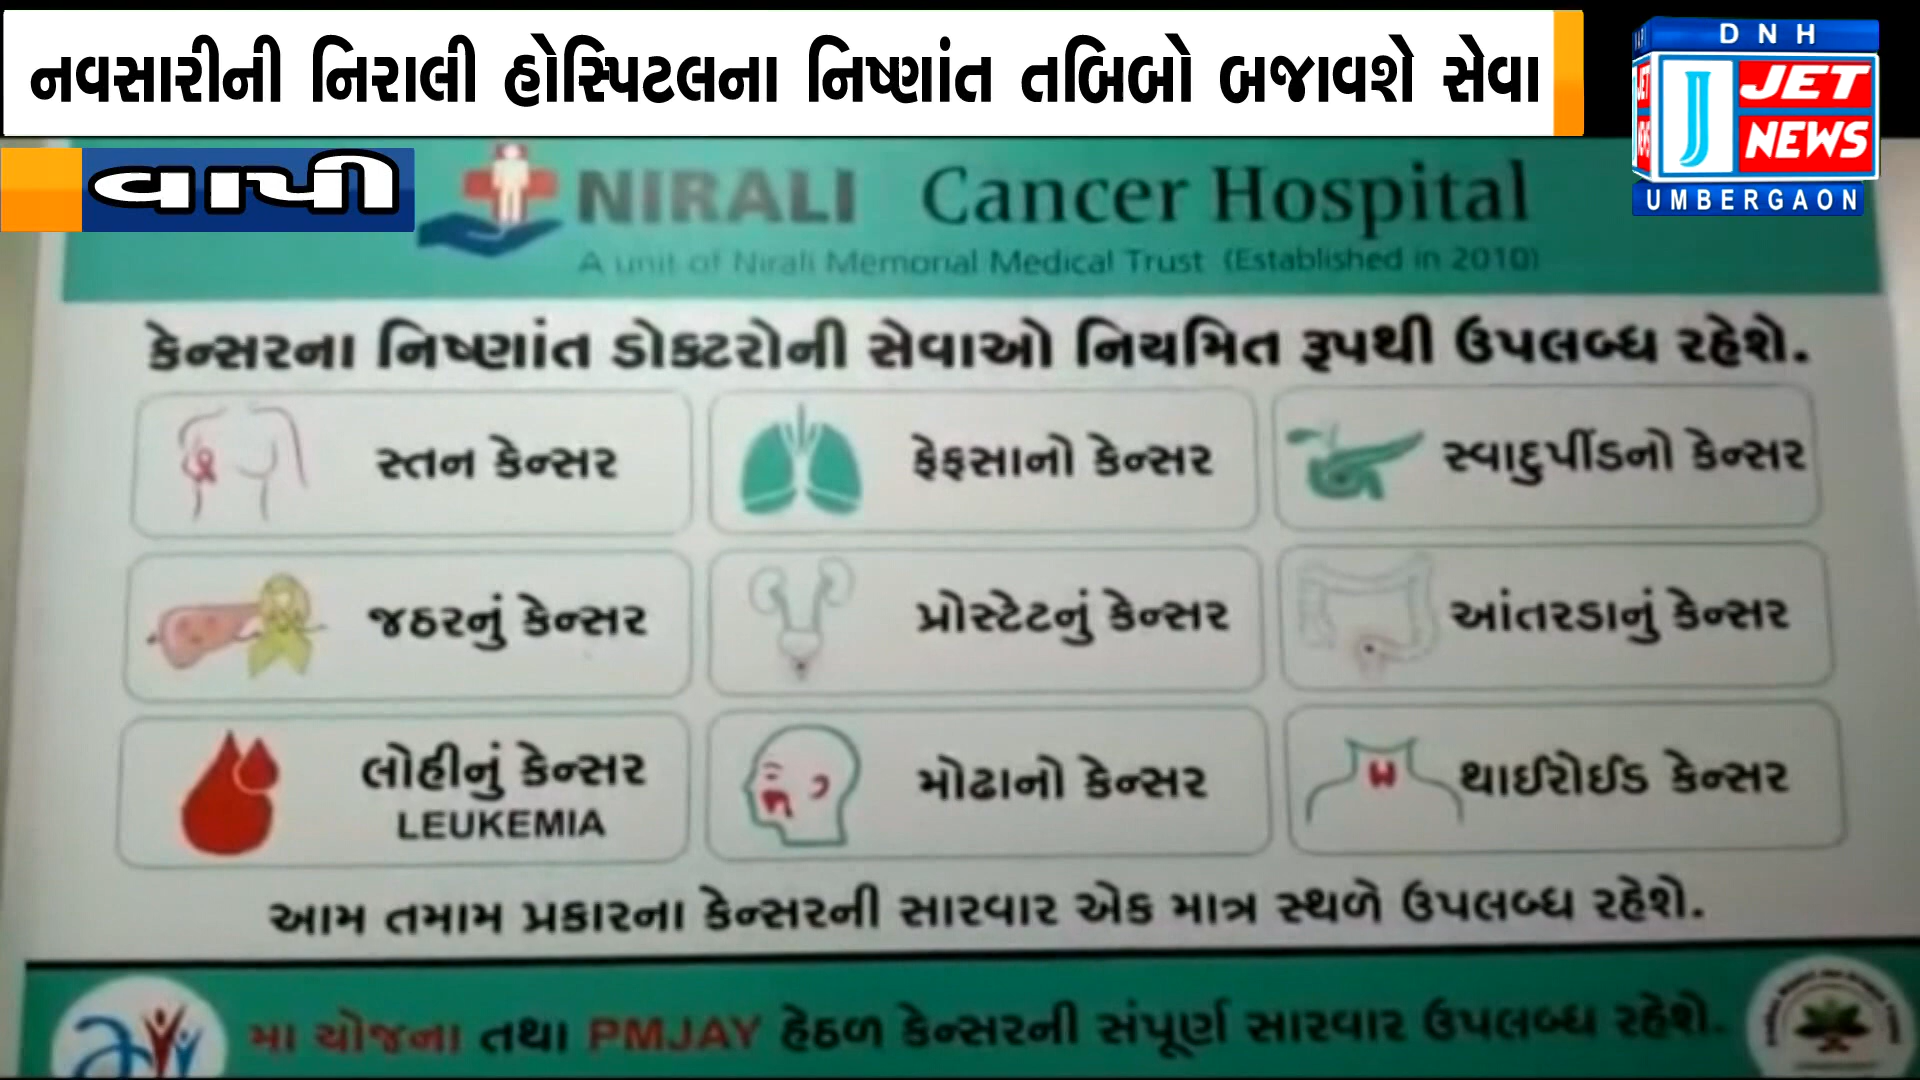 નવસારીની નિરાલી હોસ્પિટલના નિષ્ણાંત તબિબો બજાવશે સેવા
DNH
JET
NEWS
UMBERGAON
વાપી
NIRALI Cancer Hospital
A unit of Nirali Memorial Medical Trust (Established in 2010)
કેન્સરના નિષ્ણાંત ડોક્ટરોની સેવાઓ નિયમિત રૂપથી ઉપલબ્ધ રહેશે.
સ્તન કેન્સર
ફેફસાનો કેન્સર
સ્વાદુપીંડનો કેન્સર
જઠરનું કેન્સર
પ્રોસ્ટેટનું કેન્સર
આંતરડાનું કેન્સર
લોહીનું કેન્સર
LEUKEMIA
મોઢાનો કેન્સર
થાઈરોઈડ કેન્સર
આમ તમામ પ્રકારના કેન્સરની સારવાર એક માત્ર સ્થળે ઉપલબ્ધ રહેશે.
મા યોજના તથા PMJAY હેઠળ કેન્સરની સંપૂર્ણ સારવાર ઉપલબ્ધ રહેશે.